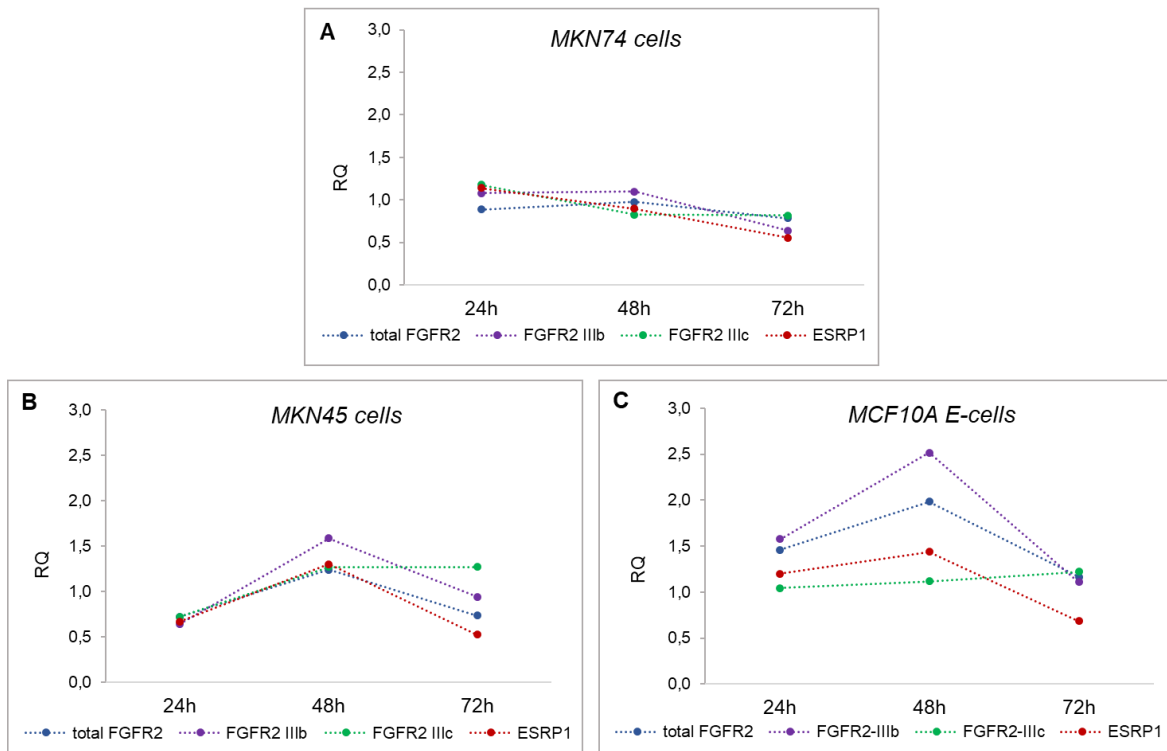 A
MKN74 cells
3,0
2,5
2,0
1,5
1,0
0,5
0,0
RQ
24h 48h 72h
total FGFR2 FGFR2 IIIb FGFR2 IIIc ESRP1
B
MKN45 cells
3,0
2,5
2,0
1,5
1,0
0,5
0,0
RQ
24h 48h 72h
total FGFR2 FGFR2 IIIb FGFR2 IIIc ESRP1
C
MCF10A E-cells
3,0
2,5
2,0
1,5
1,0
0,5
0,0
RQ
24h 48h 72h
total FGFR2 FGFR2-IIIb FGFR2-IIIc ESRP1